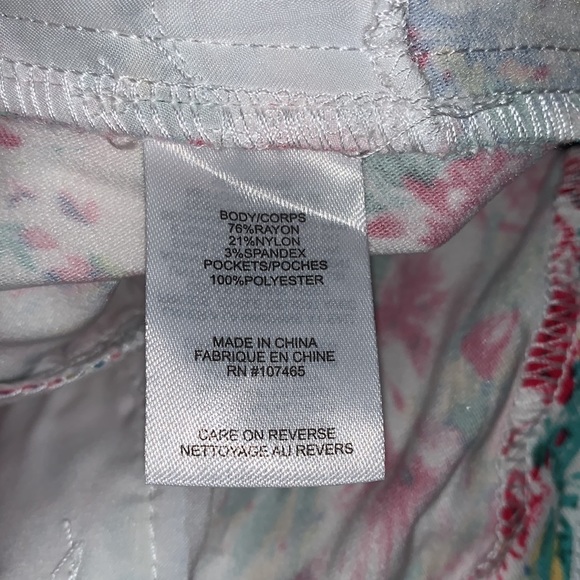 BODY/CORPS
76%RAYON
21%NYLON
3%SPANDEX
POCKETS/POCHES
100%POLYESTER
MADE IN CHINA
FABRIQUE EN CHINE
RN #107465
CARE ON REVERSE
NETTOYAGE AU REVERS